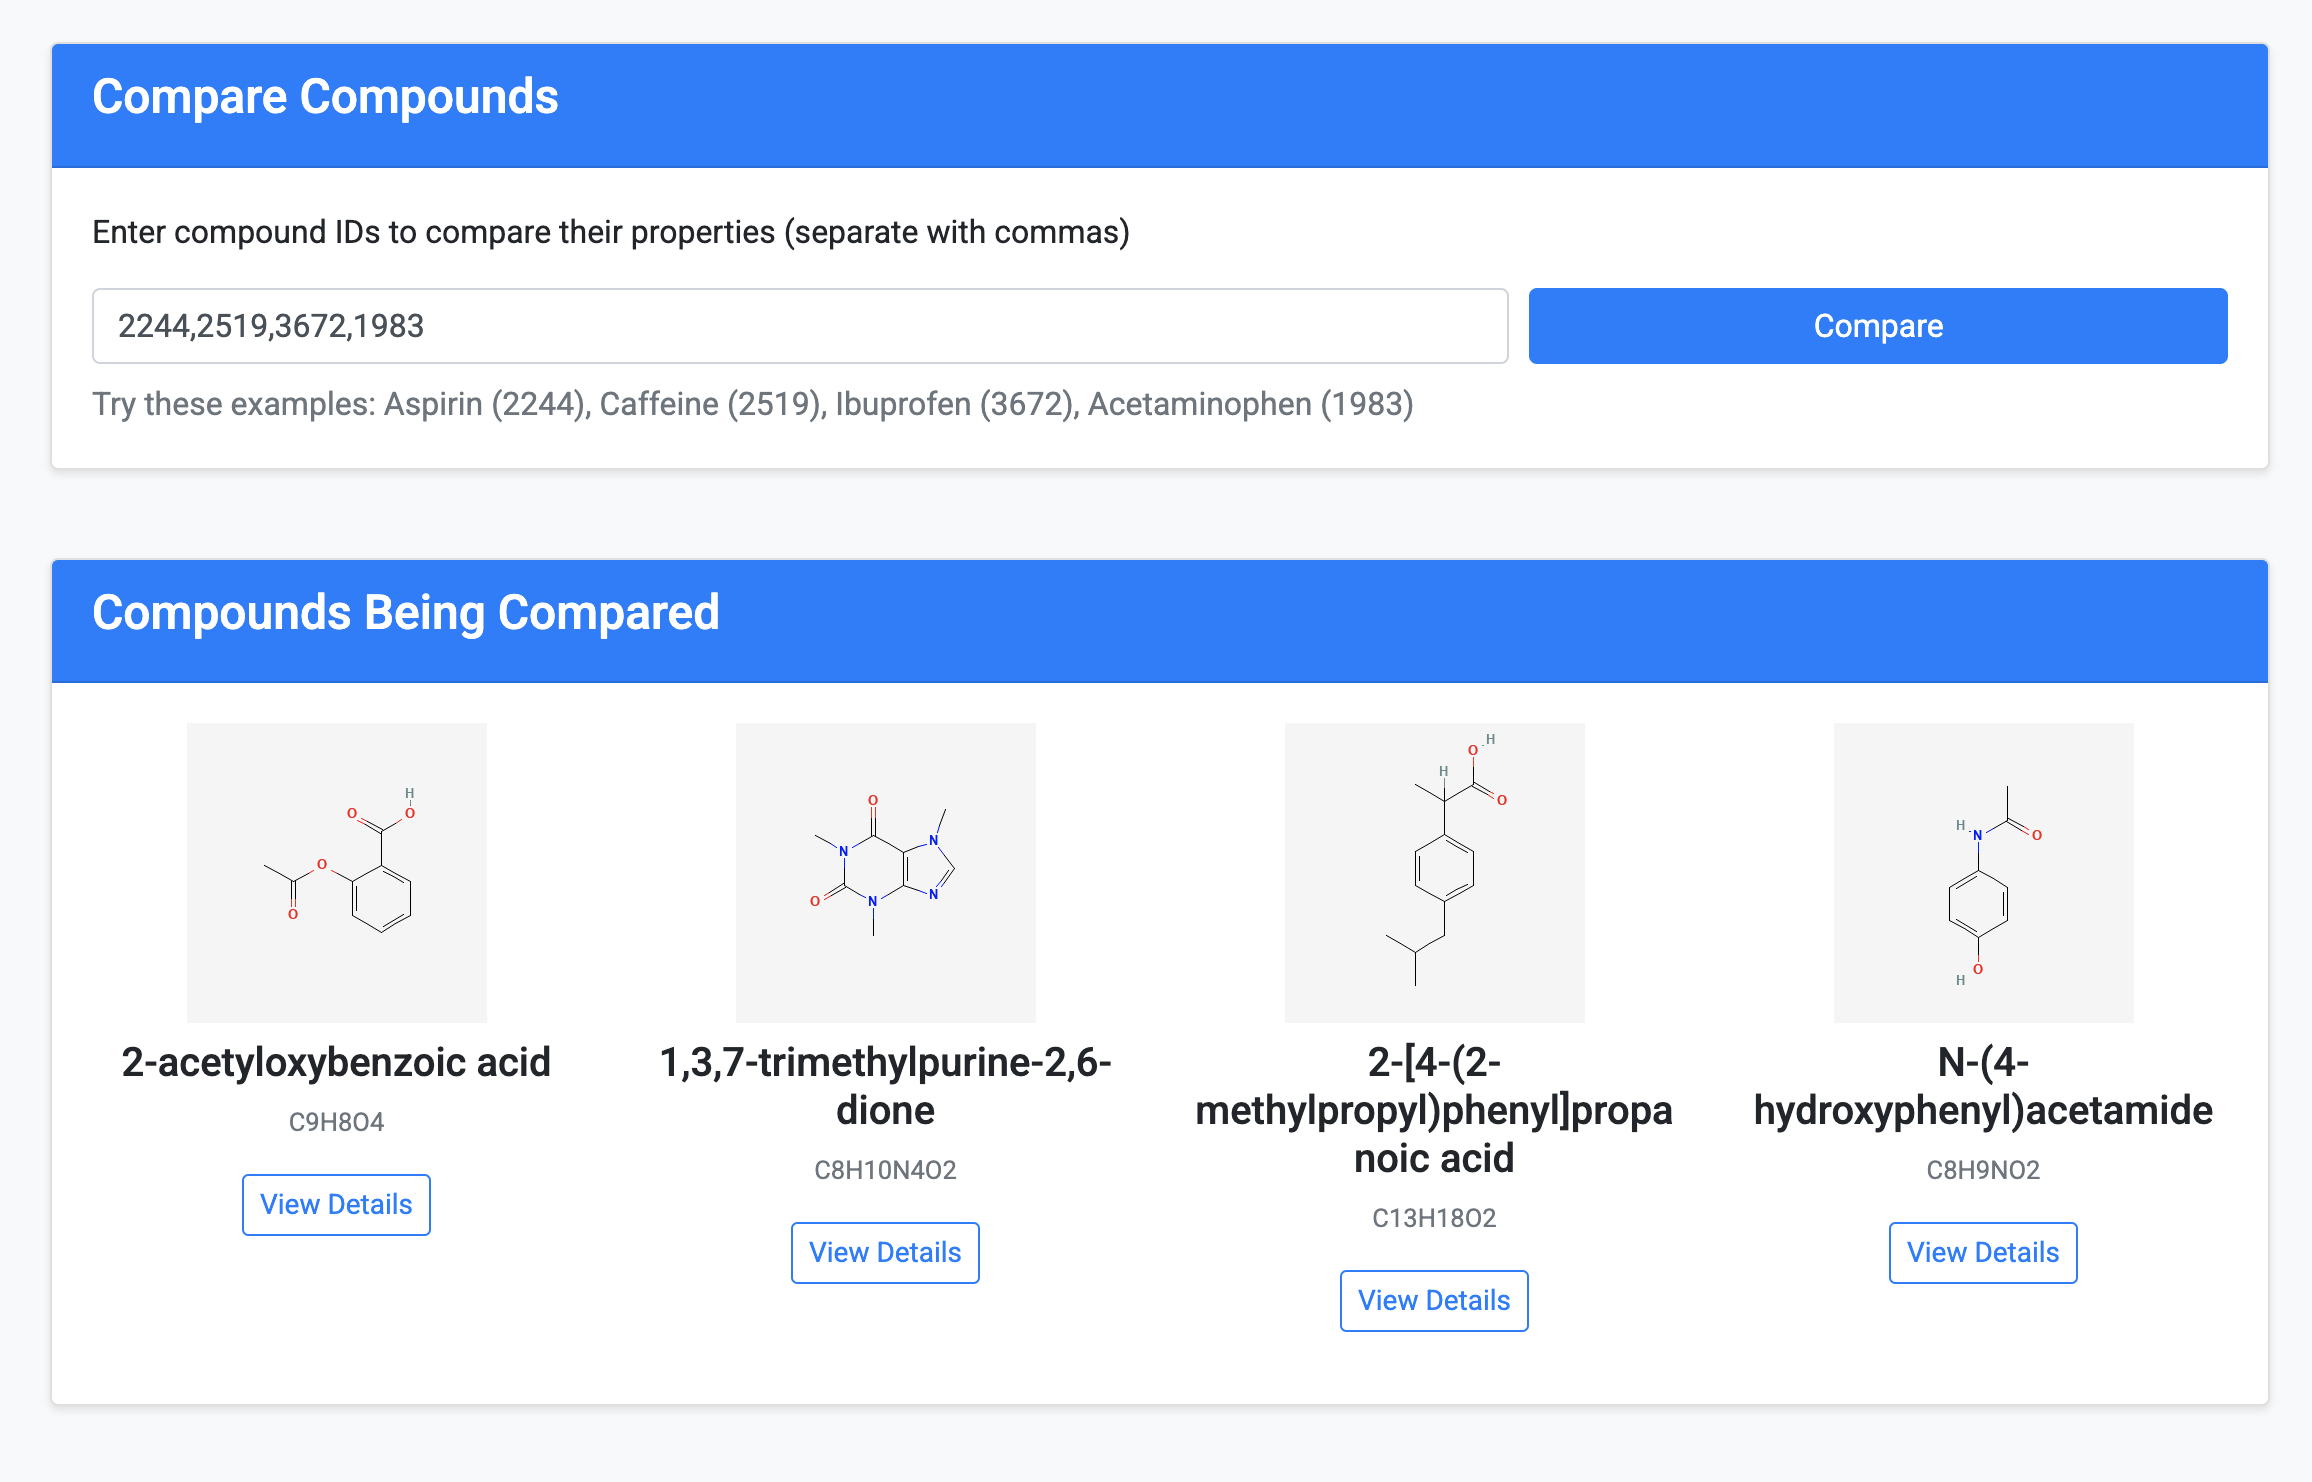 Compare Compounds
Enter compound IDs to compare their properties (separate with commas)
2244,2519,3672,1983
Compare
Try these examples: Aspirin (2244), Caffeine (2519), Ibuprofen (3672), Acetaminophen (1983)
Compounds Being Compared
H
O
O
O
O
2-acetyloxybenzoic acid
C9H8O4
View Details
O
N
N
O
N
N
1,3,7-trimethylpurine-2,6-
dione
C8H10N4O2
View Details
H
O
H
O
2-[4-(2-
methylpropyl)phenyl]propa
noic acid
C13H18O2
View Details
H
N
O
O
H
N-(4-
hydroxyphenyl)acetamide
C8H9NO2
View Details